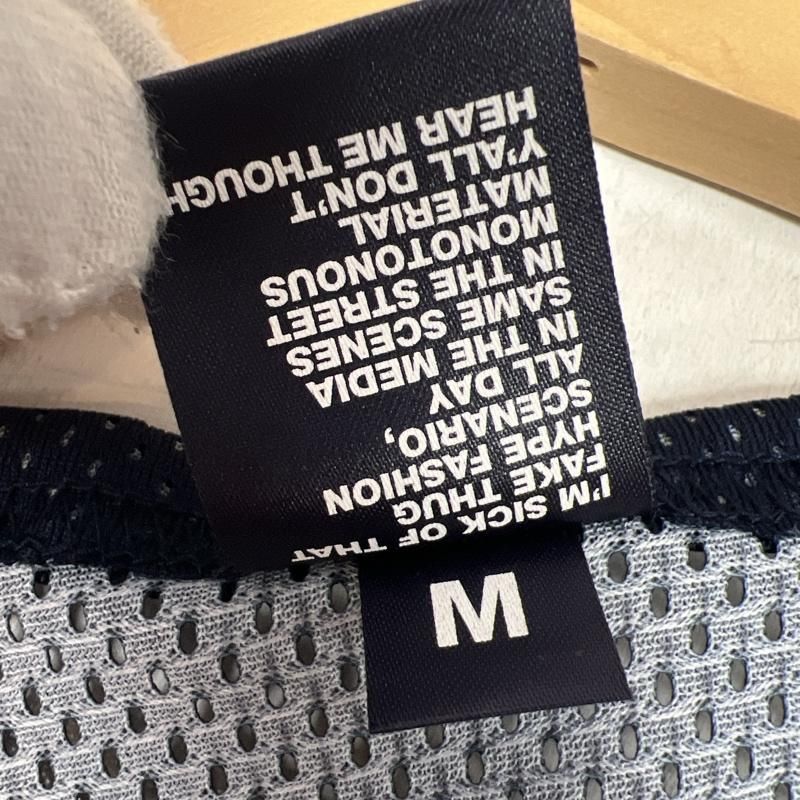 I'M SICK OF THAT
FAKE THUG
HYPE FASHION
SCENARIO,
ALL DAY
IN THE MEDIA
SAME SCENES
IN THE STREET
MONOTONOUS
MATERIAL
Y'ALL DON'T
HEAR ME THOUGH
M